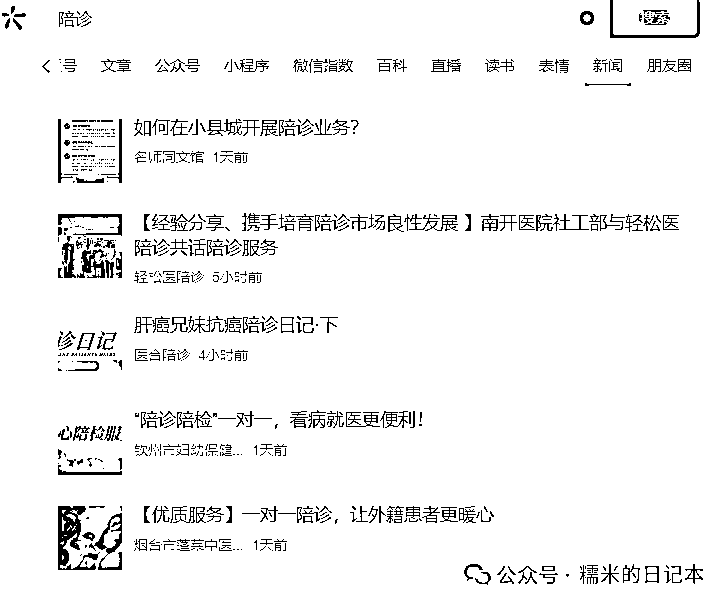 陪诊
搜索
号 文章 公众号 小程序 微信指数 百科 直播 读书 表情 新闻 朋友圈
如何在小县城开展陪诊业务?
名师同文馆 1天前
【经验分享、携手培育陪诊市场良性发展 】南开医院社工部与轻松医
陪诊共话陪诊服务
轻松医陪诊 5小时前
诊日记
肝癌兄妹抗癌陪诊日记·下
医合陪诊 4小时前
心陪检服
“陪诊陪检”一对一，看病就医更便利!
钦州市妇幼保健... 1天前
【优质服务】一对一陪诊，让外籍患者更暖心
烟台市蓬莱中医... 1天前
公众号 · 糯米的日记本